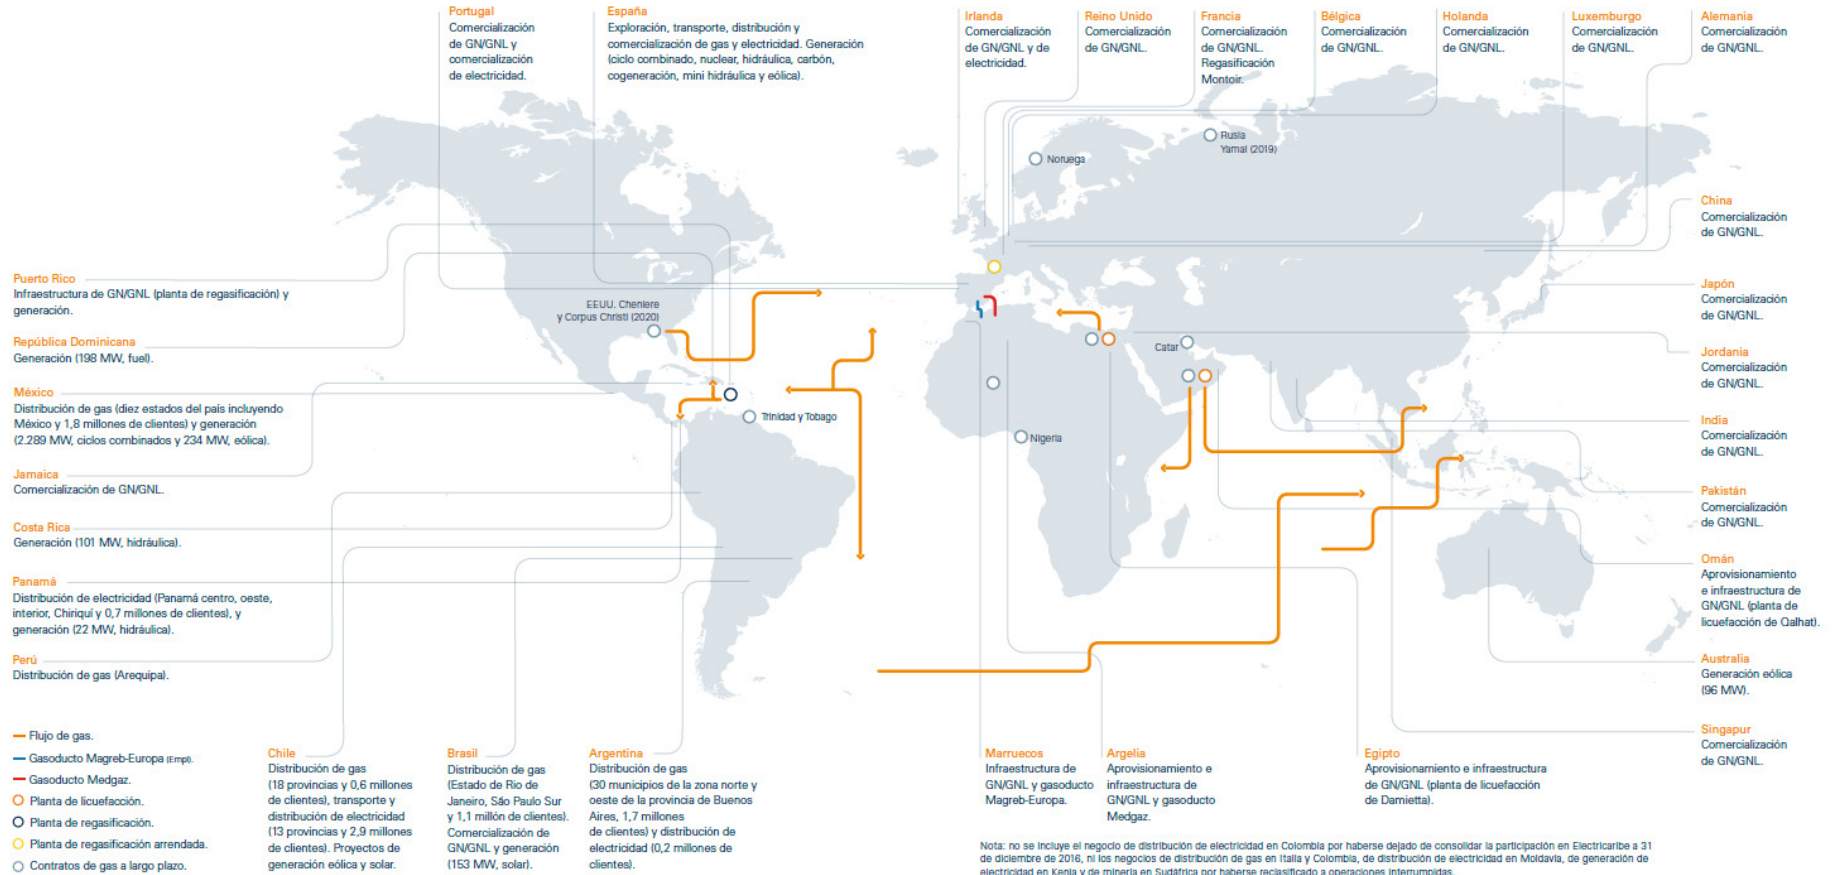 Portugal
Comercialización
de GN/GNL y
comercialización
de electricidad.
España
Exploración, transporte, distribución y
comercialización de gas y electricidad. Generación
(ciclo combinado, nuclear, hidráulica, carbón,
cogeneración, mini hidráulica y eólica).
Irlanda
Comercialización
de GN/GNL y de
electricidad.
Reino Unido
Comercialización
de GN/GNL.
Francia
Comercialización
de GN/GNL.
Regasificación
Montoir.
Bélgica
Comercialización
de GN/GNL.
Holanda
Comercialización
de GN/GNL.
Luxemburgo
Comercialización
de GN/GNL.
Alemania
Comercialización
de GN/GNL.
Rusia
Yamal (2019)
Noruega
China
Comercialización
de GN/GNL.
Puerto Rico
Infraestructura de GN/GNL (planta de regasificación) y
generación.
República Dominicana
Generación (198 MW, fuel).
México
Distribución de gas (diez estados del país incluyendo
México y 1,8 millones de clientes) y generación
(2.289 MW, ciclos combinados y 234 MW, eólica).
Jamaica
Comercialización de GN/GNL.
Costa Rica
Generación (101 MW, hidráulica).
Panamá
Distribución de electricidad (Panamá centro, oeste,
interior, Chiriquí y 0,7 millones de clientes), y
generación (22 MW, hidráulica).
Perú
Distribución de gas (Arequipa).
EEUU. Cheniere
y Corpus Christi (2020)
Trinidad y Tobago
Catar
Nigeria
Japón
Comercialización
de GN/GNL.
Jordania
Comercialización
de GN/GNL.
India
Comercialización
de GN/GNL.
Pakistán
Comercialización
de GN/GNL.
Omán
Aprovisionamiento
e infraestructura de
GN/GNL (planta de
licuefacción de Qalhat).
Australia
Generación eólica
(96 MW).
Singapur
Comercialización
de GN/GNL.
Flujo de gas.
Gasoducto Magreb-Europa (Empl).
Gasoducto Medgaz.
Planta de licuefacción.
Planta de regasificación.
Planta de regasificación arrendada.
Contratos de gas a largo plazo.
Chile
Distribución de gas
(18 provincias y 0,6 millones
de clientes), transporte y
distribución de electricidad
(13 provincias y 2,9 millones
de clientes). Proyectos de
generación eólica y solar.
Brasil
Distribución de gas
(Estado de Rio de
Janeiro, São Paulo Sur
y 1,1 millón de clientes).
Comercialización de
GN/GNL y generación
(153 MW, solar).
Argentina
Distribución de gas
(30 municipios de la zona norte y
oeste de la provincia de Buenos
Aires, 1,7 millones
de clientes) y distribución de
electricidad (0,2 millones de
clientes).
Marruecos
Infraestructura de
GN/GNL y gasoducto
Magreb-Europa.
Argelia
Aprovisionamiento e
infraestructura de
GN/GNL y gasoducto
Medgaz.
Egipto
Aprovisionamiento e infraestructura
de GN/GNL (planta de licuefacción
de Damietta).
Nota: no se incluye el negocio de distribución de electricidad en Colombia por haberse dejado de consolidar la participación en Electricaribe a 31
de diciembre de 2016, ni los negocios de distribución de gas en Italia y Colombia, de distribución de electricidad en Moldavia, de generación de
electricidad en Kenia y de minería en Sudáfrica por haberse reclasificado a operaciones interrumpidas.